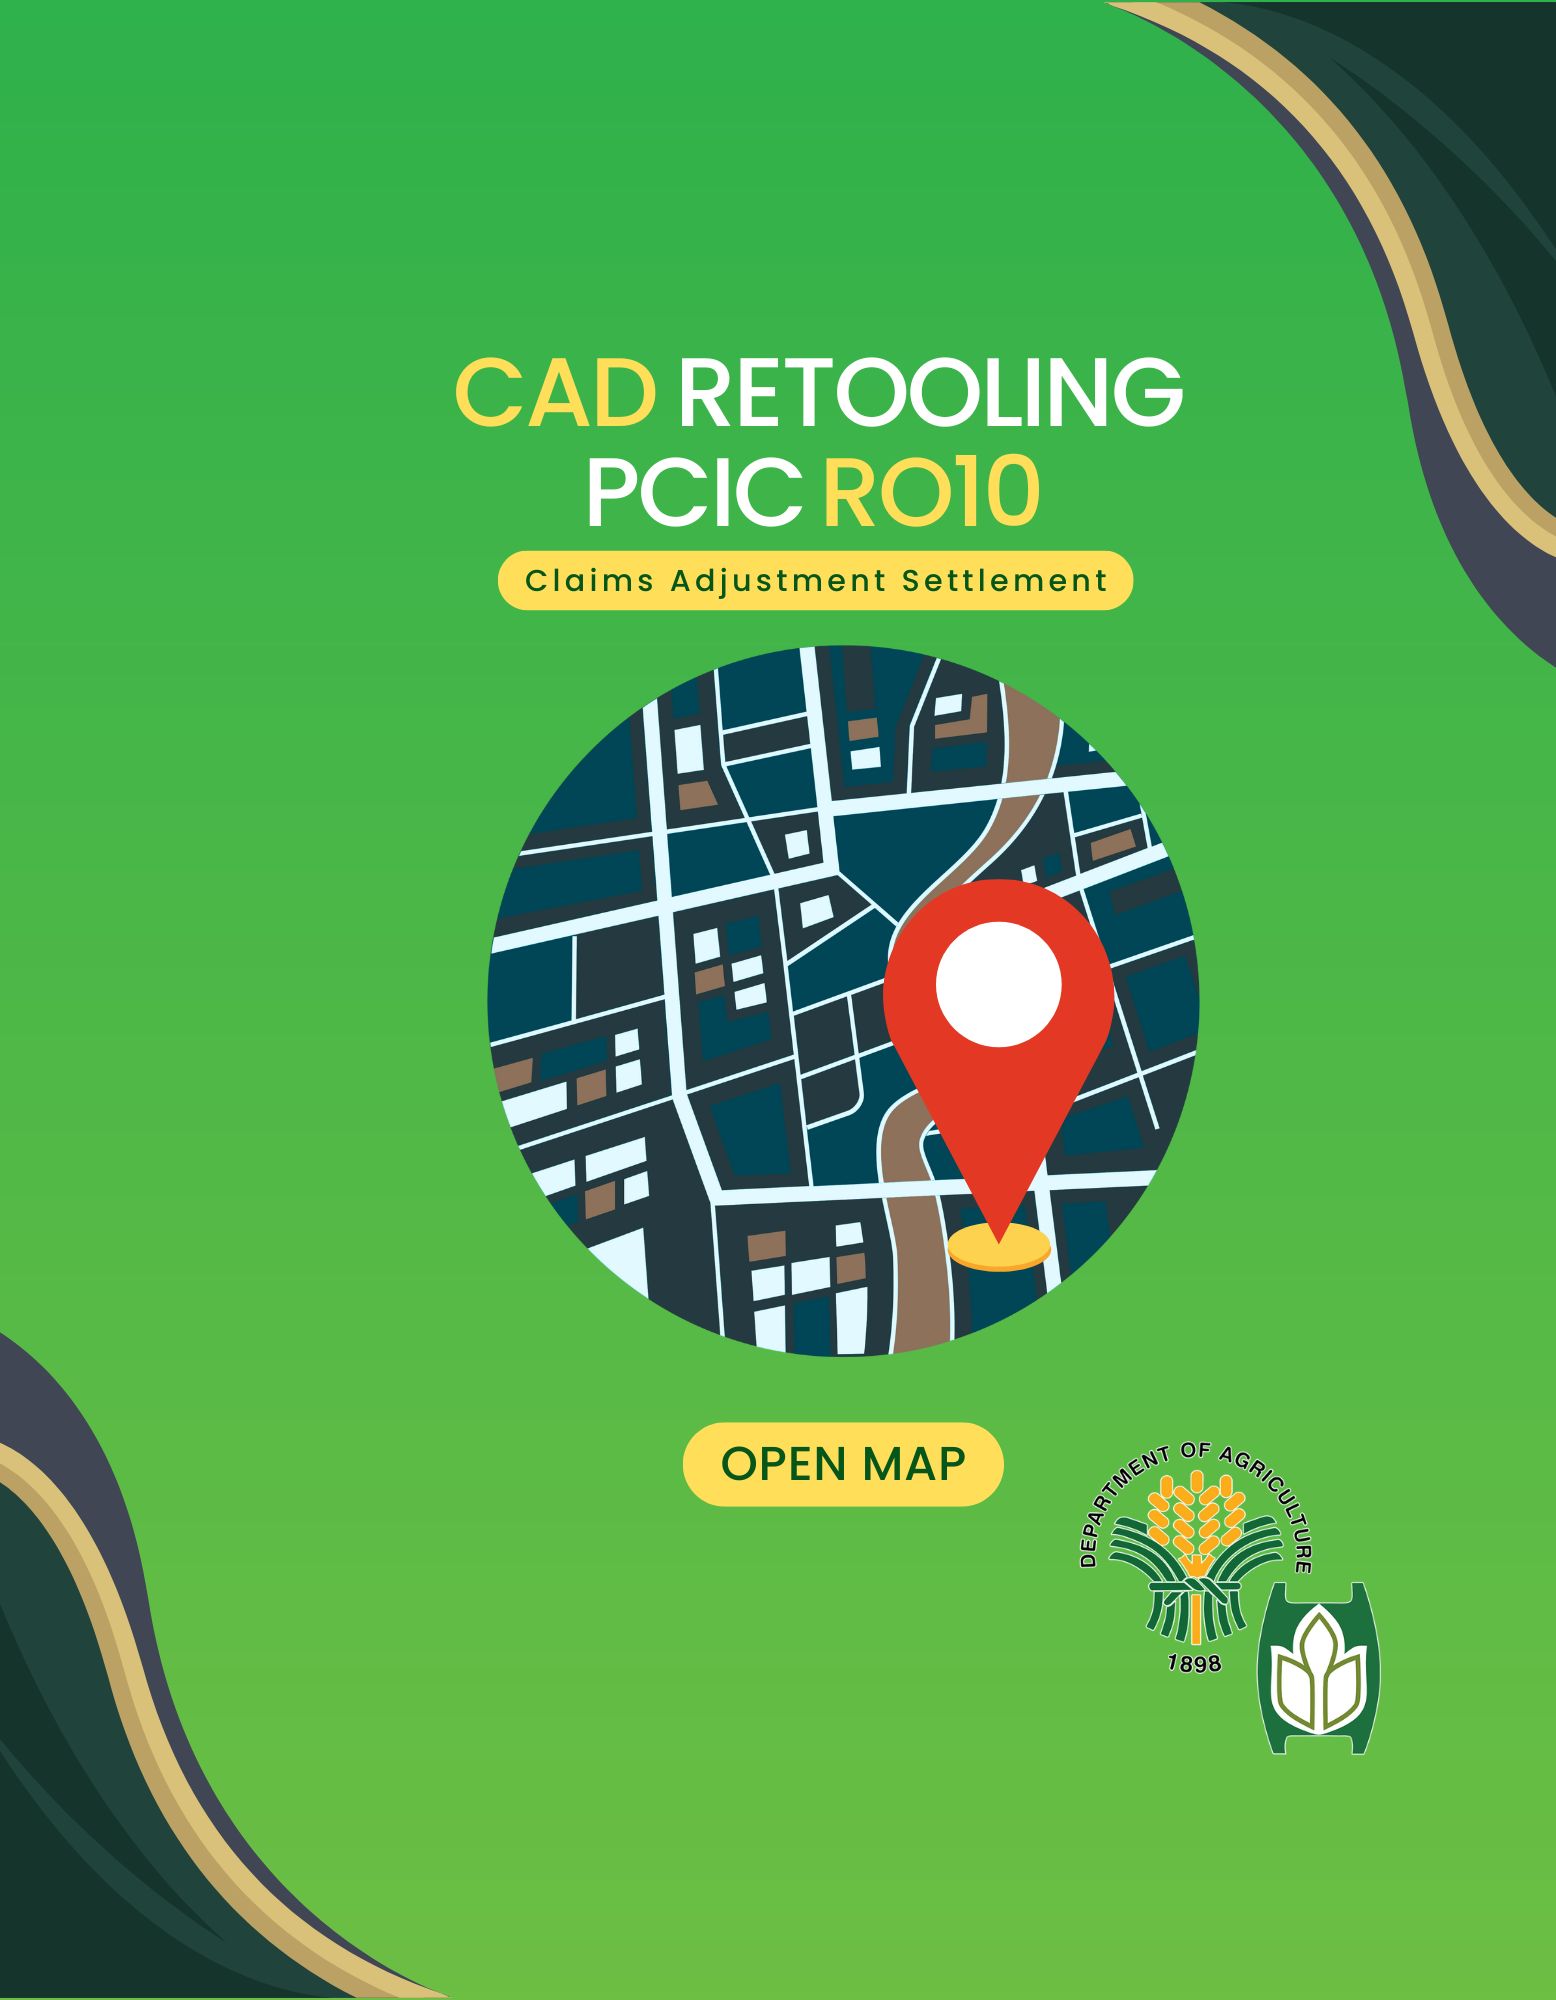 CAD RETOOLING
PCIC RO10
Claims Adjustment Settlement
OPEN MAP
DEPARTMENT OF AGRICULTURE
1898